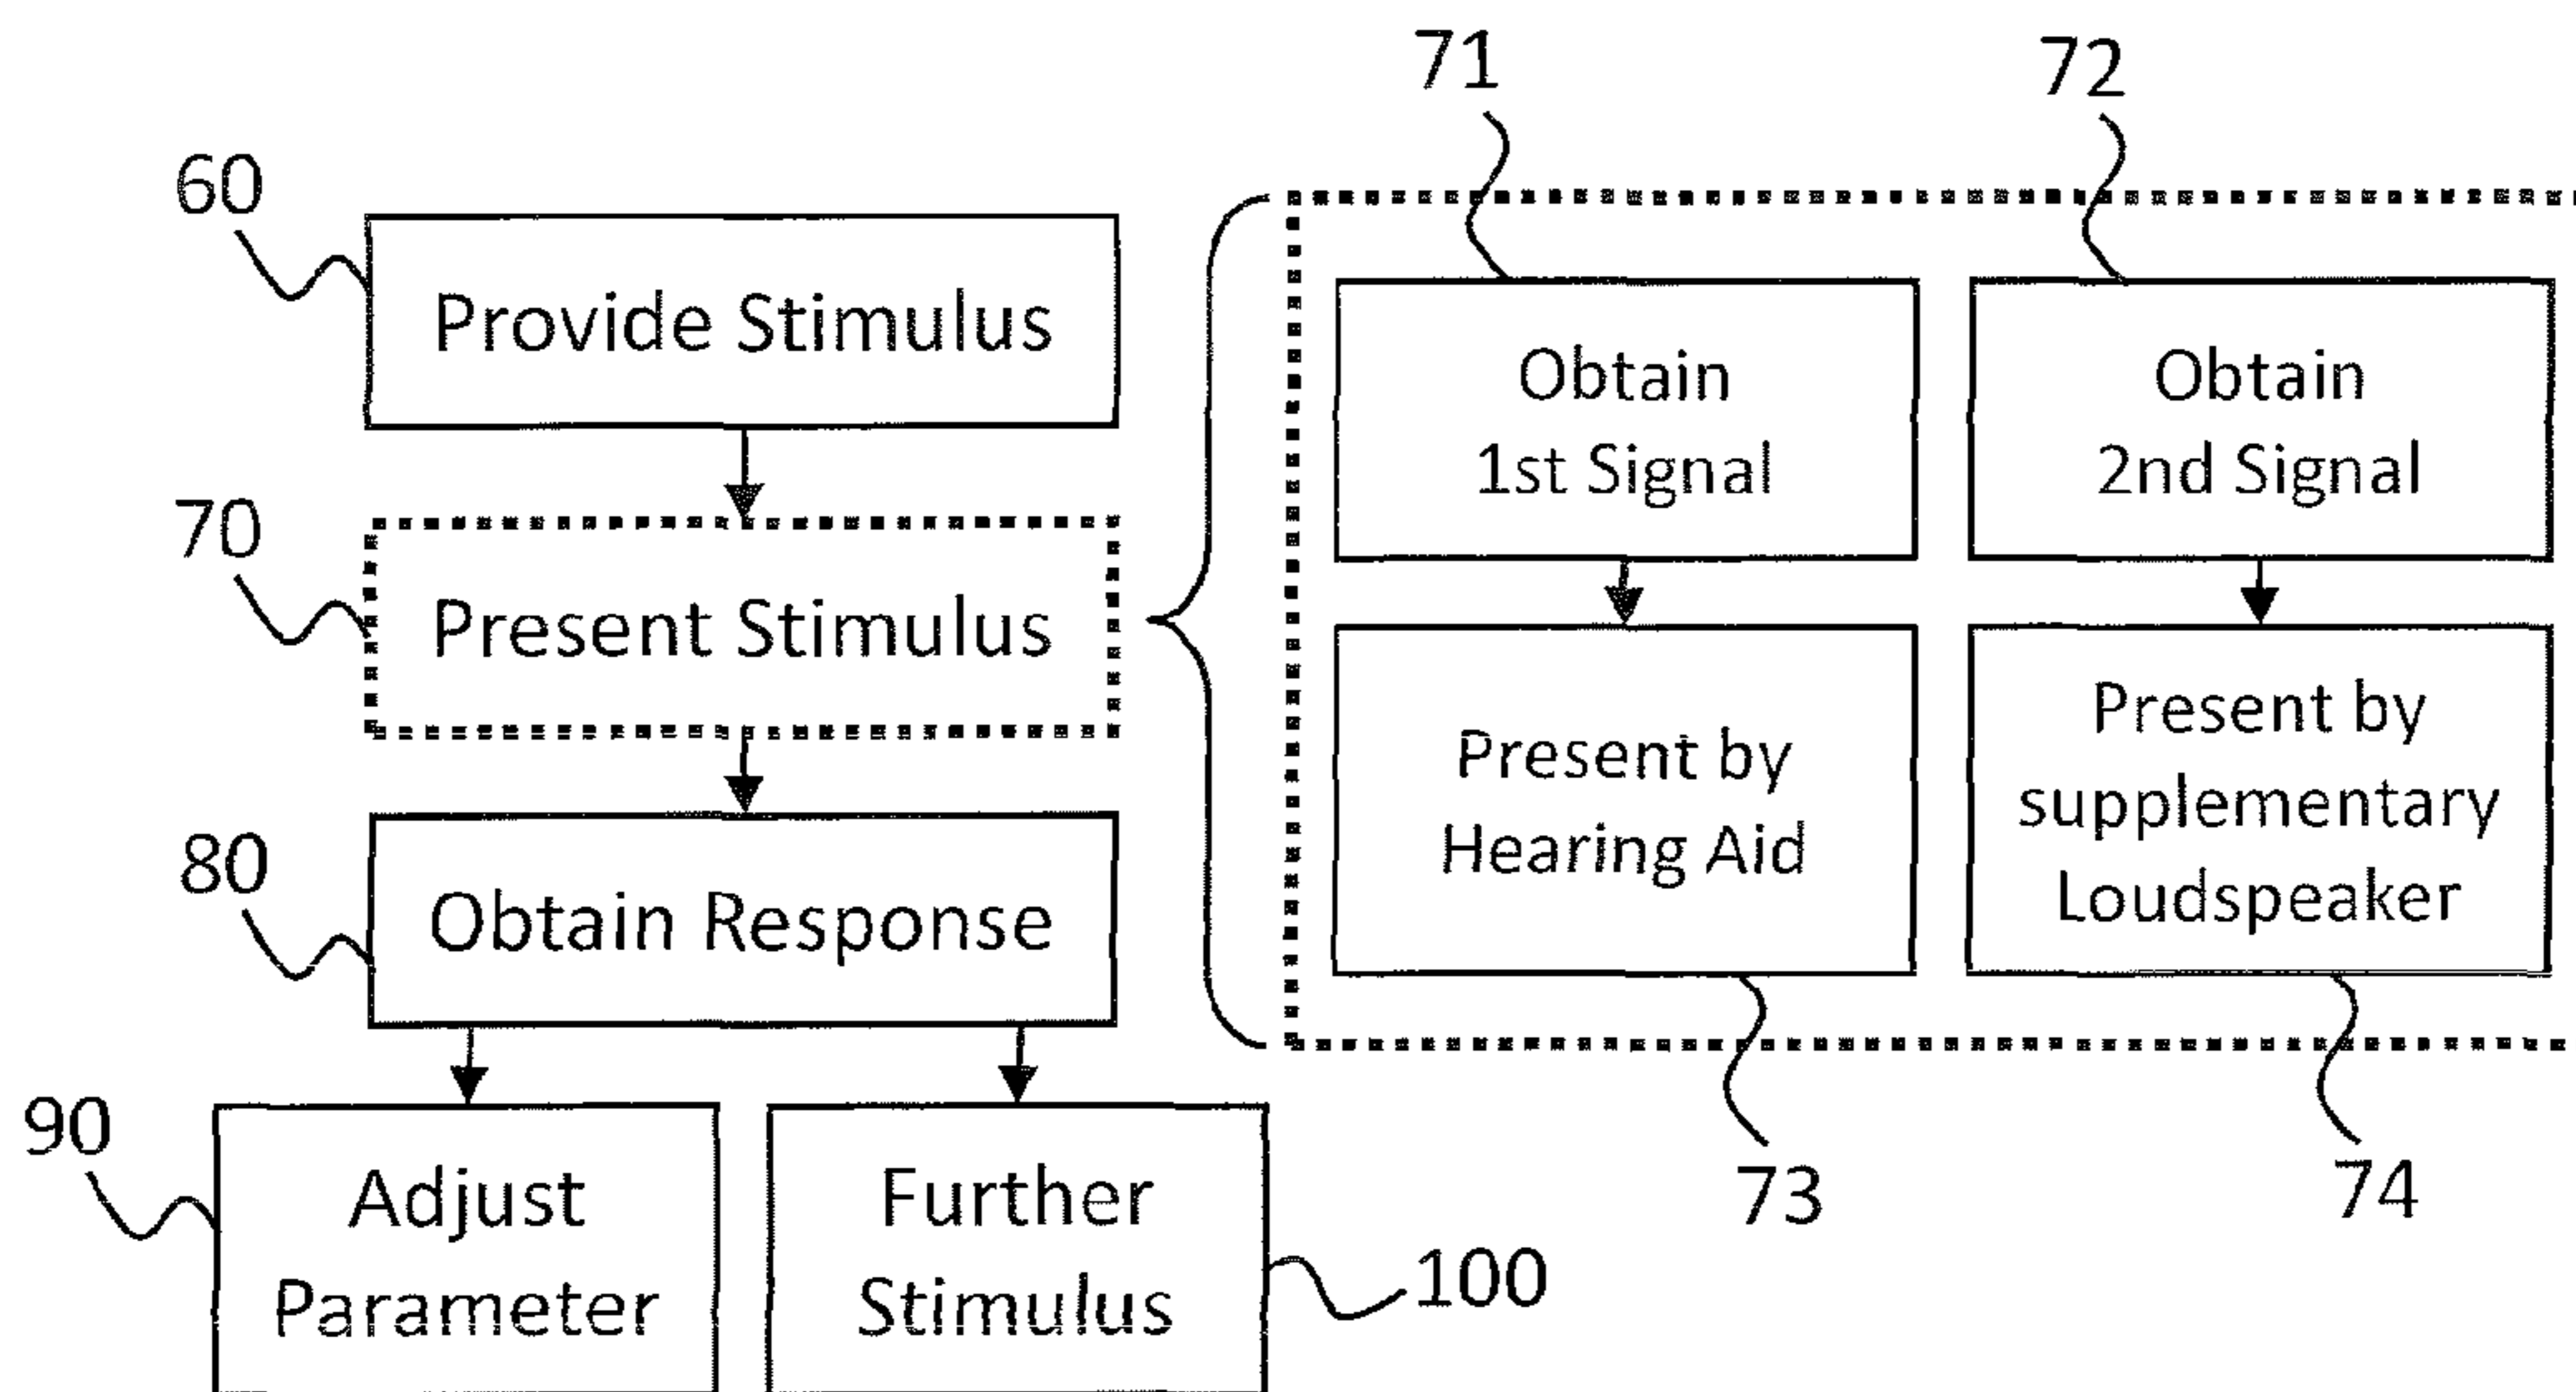 71
72
60
Provide Stimulus
Obtain
1st Signal
Obtain
2nd Signal
70
Present Stimulus
Present by
Hearing Aid
Present by
supplementary
Loudspeaker
80
Obtain Response
90
Adjust
Parameter
Further
Stimulus
100
73
74